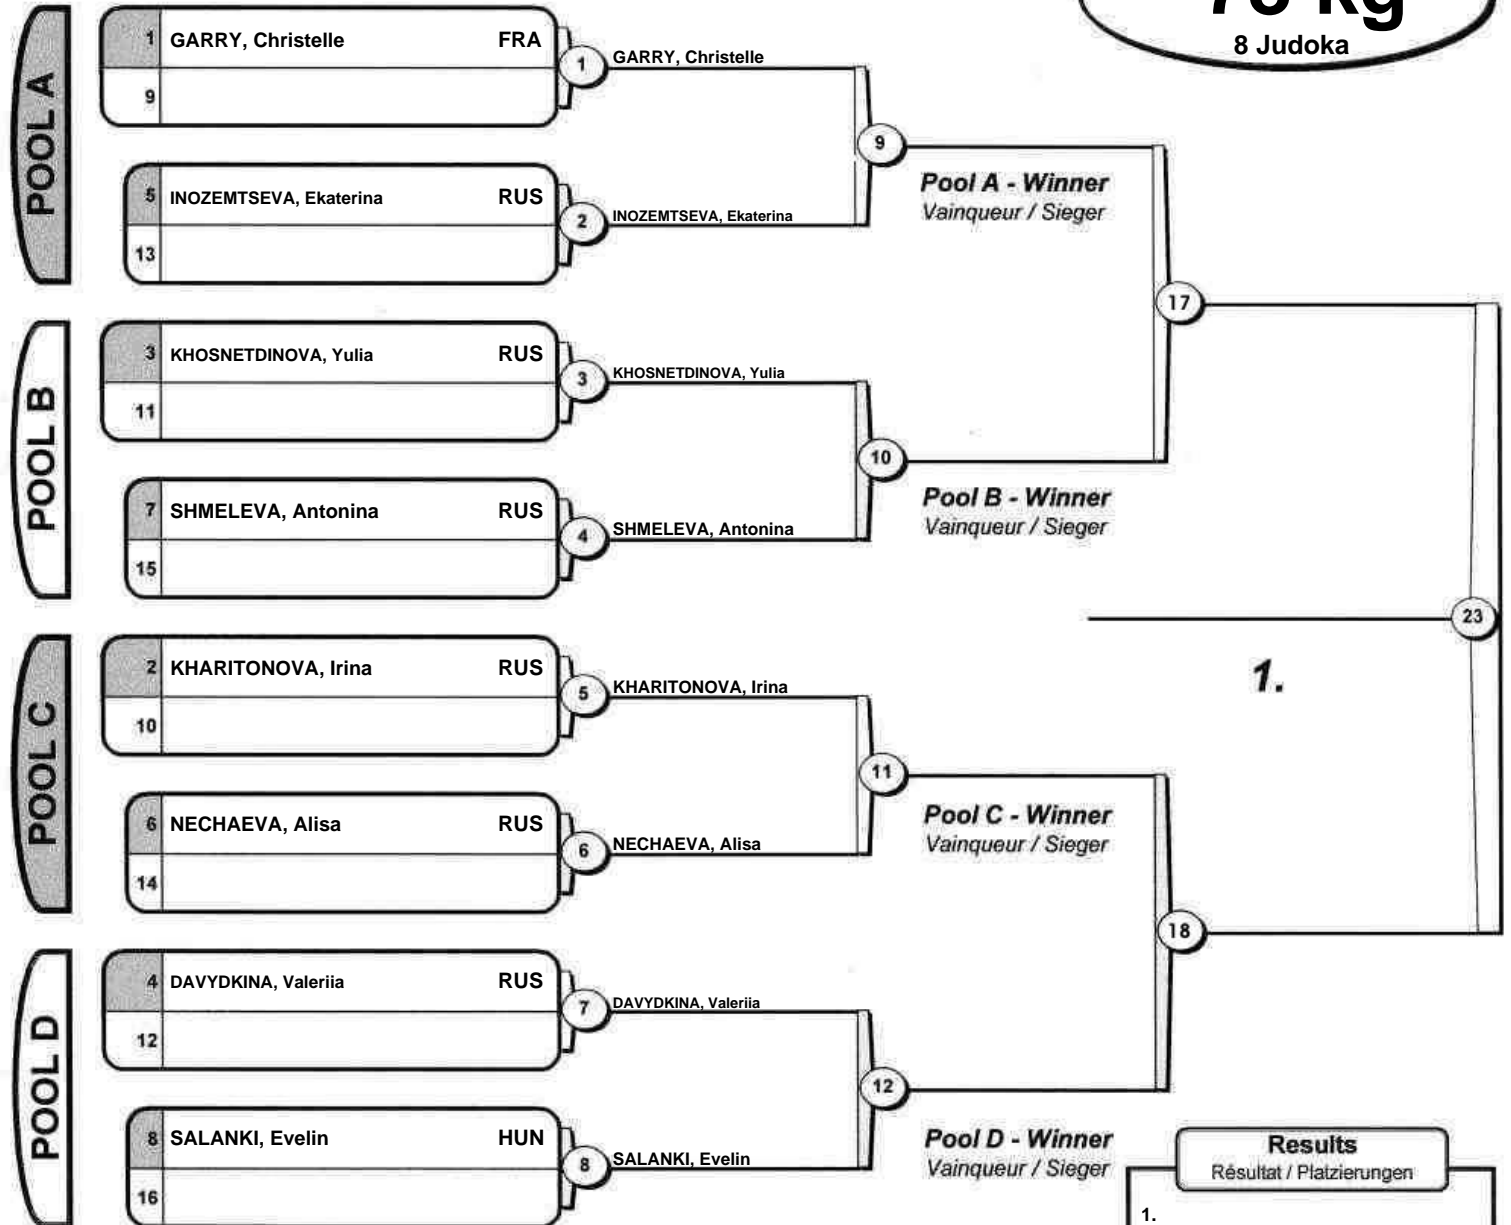 8 Judoka
POOL A
1 GARRY, Christelle FRA
9
1 GARRY, Christelle
5 INOZEMTSEVA, Ekaterina RUS
13
2 INOZEMTSEVA, Ekaterina
9
Pool A - Winner
Vainqueur / Sieger
POOL B
3 KHOSNETDINOVA, Yulia RUS
11
3 KHOSNETDINOVA, Yulia
7 SHMELEVA, Antonina RUS
15
4 SHMELEVA, Antonina
10
Pool B - Winner
Vainqueur / Sieger
17
POOL C
2 KHARITONOVA, Irina RUS
10
5 KHARITONOVA, Irina
6 NECHAEVA, Alisa RUS
14
6 NECHAEVA, Alisa
11
Pool C - Winner
Vainqueur / Sieger
POOL D
4 DAVYDKINA, Valeriia RUS
12
7 DAVYDKINA, Valeriia
8 SALANKI, Evelin HUN
16
8 SALANKI, Evelin
12
Pool D - Winner
Vainqueur / Sieger
18
23
1.
Results
Résultat / Platzierungen
1.